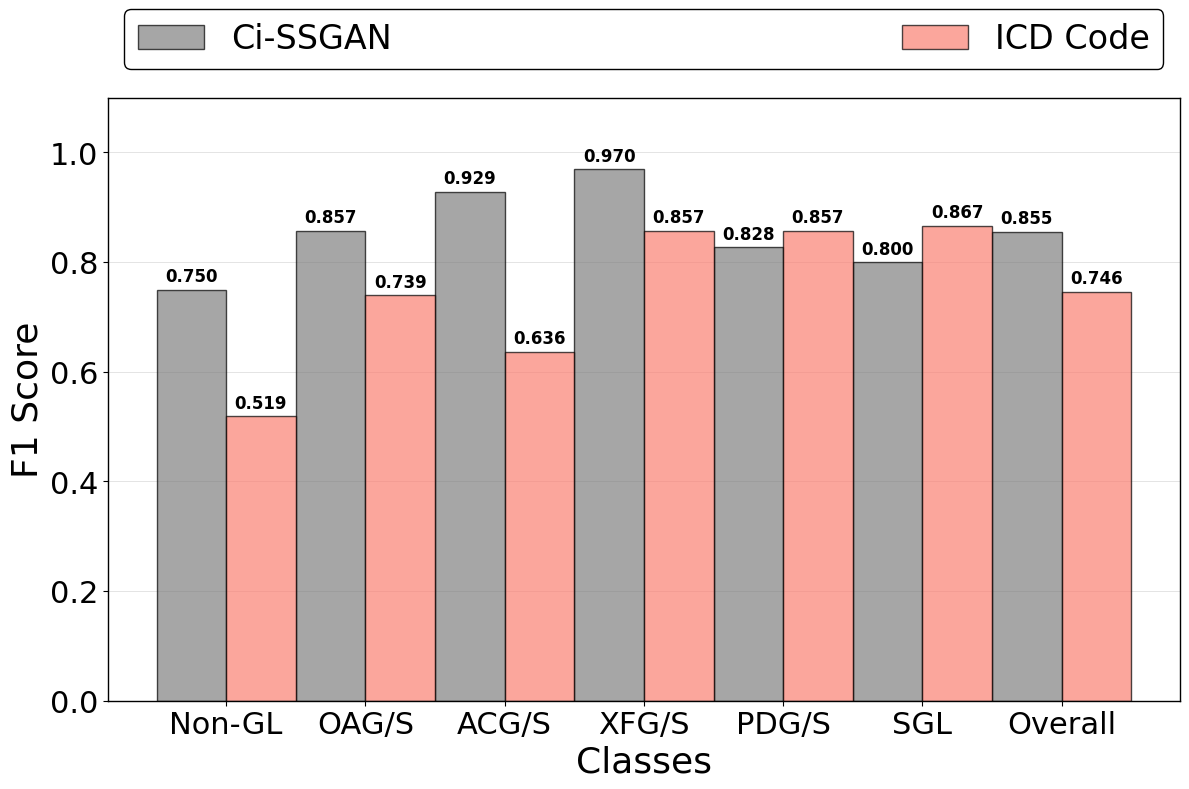 Ci-SSGAN ICD Code
1.0
0.8
0.6
0.4
0.2
0.0
F1 Score
0.750 0.519 0.857 0.739 0.929 0.636 0.970 0.857 0.828 0.857 0.800 0.867 0.855 0.746
Non-GL OAG/S ACG/S XFG/S PDG/S SGL Overall
Classes